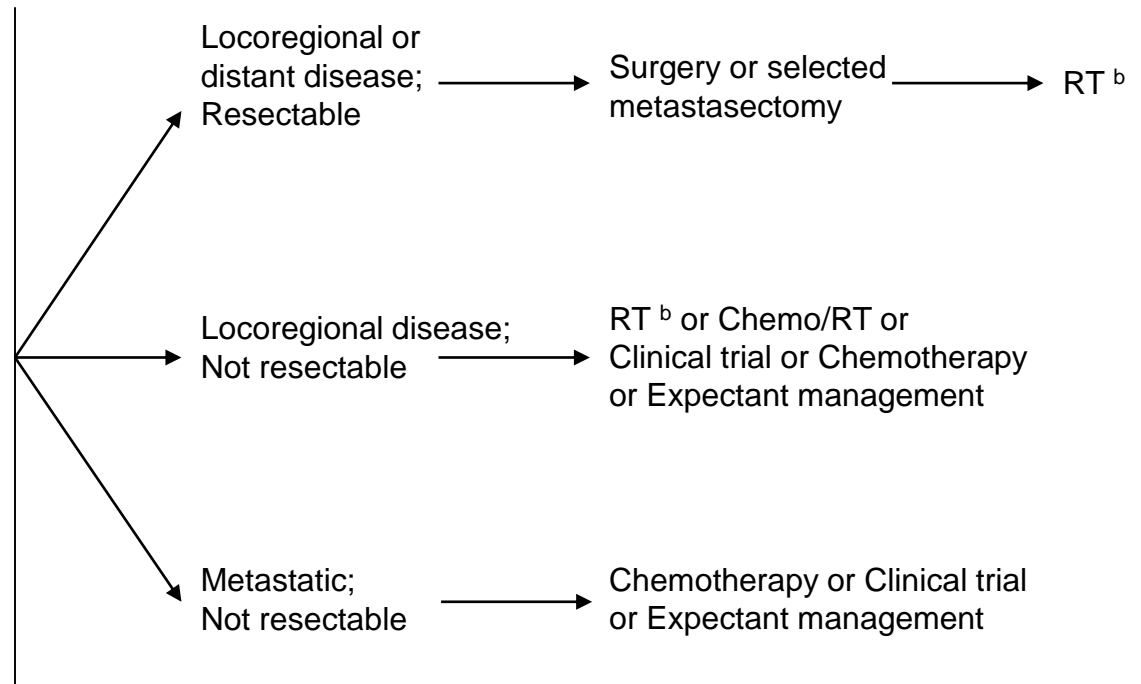 Locoregional or
distant disease;
Resectable
Surgery or selected
metastasectomy
RT b
Locoregional disease;
Not resectable
RT b or Chemo/RT or
Clinical trial or Chemotherapy
or Expectant management
Metastatic;
Not resectable
Chemotherapy or Clinical trial
or Expectant management